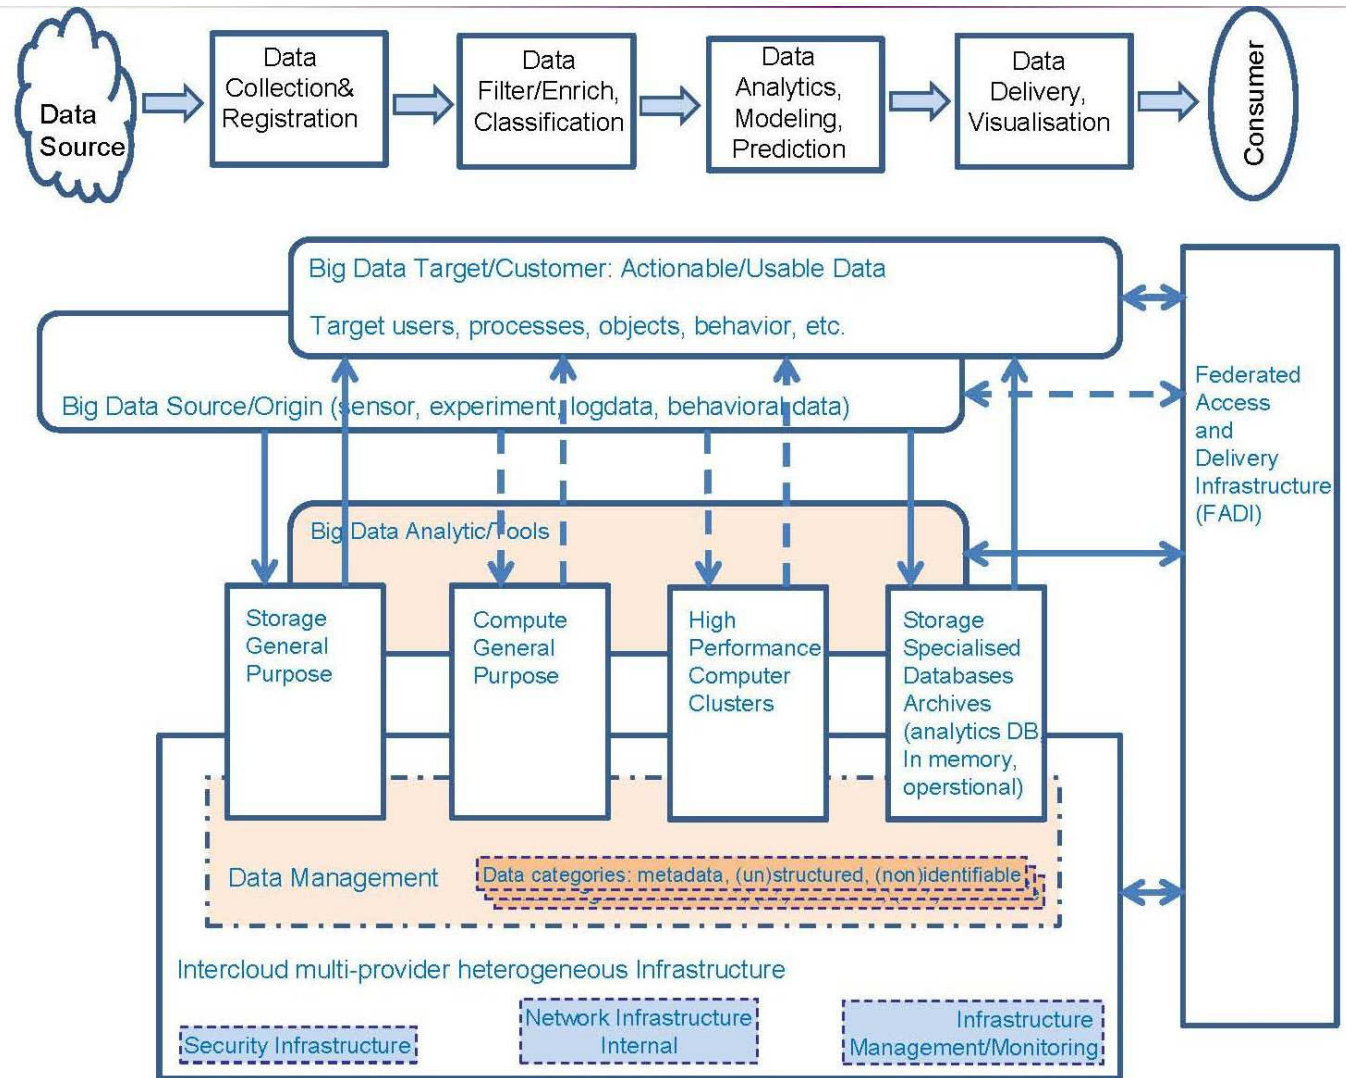 Data
Source
Data
Collection&
Registration
Data
Filter/Enrich,
Classification
Data
Analytics,
Modeling,
Prediction
Data
Delivery,
Visualisation
Consumer
Big Data Target/Customer: Actionable/Usable Data
Target users, processes, objects, behavior, etc.
Big Data Source/Origin (sensor, experiment, logdata, behavioral data)
Federated
Access
and
Delivery
Infrastructure
(FADI)
Big Data Analytic/Tools
Storage
General
Purpose
Compute
General
Purpose
High
Performance
Computer
Clusters
Storage
Specialised
Databases
Archives
(analytics DB,
In memory,
operstional)
Data Management
Data categories: metadata, (un)structured, (non)identifiable
Intercloud multi-provider heterogeneous Infrastructure
Security Infrastructure
Network Infrastructure
Internal
Infrastructure
Management/Monitoring